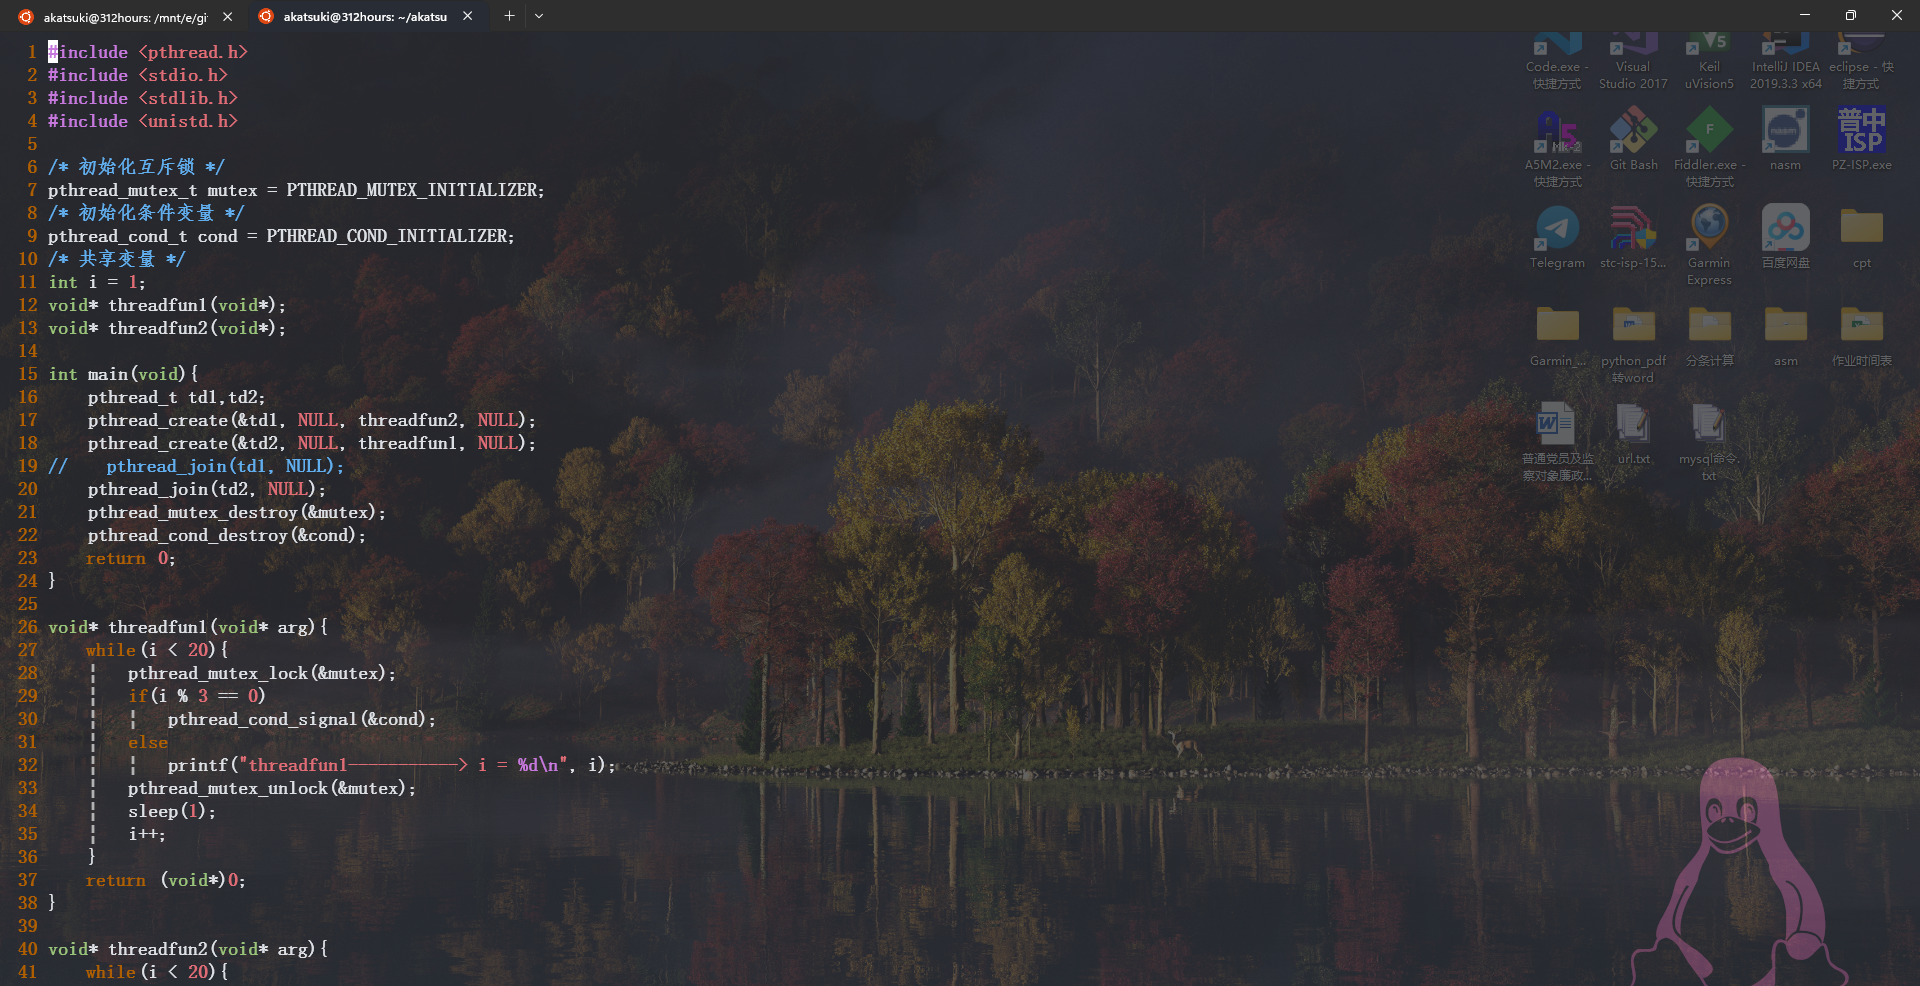 akatsuki@312hours: /mnt/e/gi
akatsuki@312hours: ~/akatsu
1 #include <pthread.h>
2 #include <stdio.h>
3 #include <stdlib.h>
4 #include <unistd.h>
5
6 /* 初始化互斥锁 */
7 pthread_mutex_t mutex = PTHREAD_MUTEX_INITIALIZER;
8 /* 初始化条件变量 */
9 pthread_cond_t cond = PTHREAD_COND_INITIALIZER;
10 /* 共享变量 */
11 int i = 1;
12 void* threadfun1(void*);
13 void* threadfun2(void*);
14
15 int main(void){
16     pthread_t td1,td2;
17     pthread_create(&td1, NULL, threadfun2, NULL);
18     pthread_create(&td2, NULL, threadfun1, NULL);
19 //    pthread_join(td1, NULL);
20     pthread_join(td2, NULL);
21     pthread_mutex_destroy(&mutex);
22     pthread_cond_destroy(&cond);
23     return 0;
24 }
25
26 void* threadfun1(void* arg){
27     while(i < 20){
28     ¦   pthread_mutex_lock(&mutex);
29     ¦   if(i % 3 == 0)
30     ¦   ¦   pthread_cond_signal(&cond);
31     ¦   else
32     ¦   ¦   printf("threadfun1-----------> i = %d\n", i);
33     ¦   pthread_mutex_unlock(&mutex);
34     ¦   sleep(1);
35     ¦   i++;
36     }
37     return (void*)0;
38 }
39
40 void* threadfun2(void* arg){
41     while(i < 20){
Code.exe - 快捷方式
Visual Studio 2017
Keil uVision5
IntelliJ IDEA 2019.3.3 x64
eclipse - 快捷方式
A5M2.exe - 快捷方式
Git Bash
Fiddler.exe - 快捷方式
nasm
nasm
普中 ISP
PZ-ISP.exe
Telegram
stc-isp-15...
Garmin Express
百度网盘
cpt
Garmin_...
python_pdf转word
分条计算
asm
作业时间表
普通党员及监察对象廉政...
url.txt
mysql命令.txt